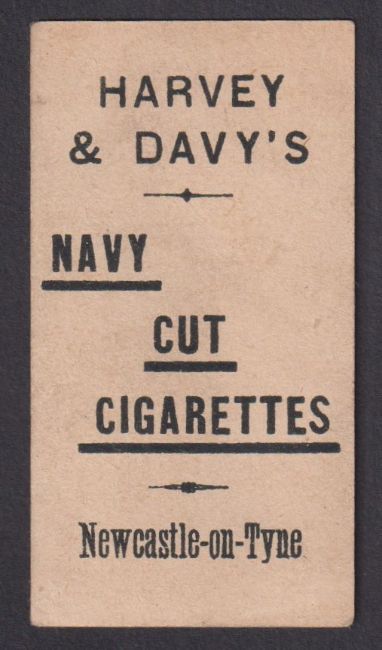 HARVEY
& DAVY'S
NAVY
CUT
CIGARETTES
Newcastle-on-Tyne